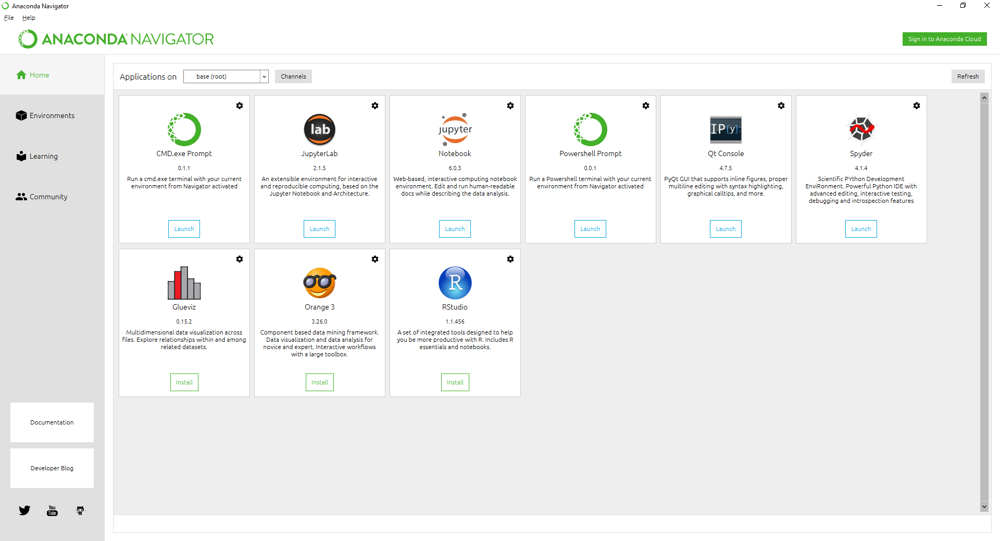 Anaconda Navigator
File Help
ANACONDA NAVIGATOR
Sign in to Anaconda Cloud
Home
Environments
Learning
Community
Documentation
Developer Blog
You
Tube
Applications on base (root) Channels Refresh
CMD.exe Prompt
0.1.1
Run a cmd.exe terminal with your current
environment from Navigator activated
Launch
lab
JupyterLab
2.1.5
An extensible environment for interactive
and reproducible computing, based on the
Jupyter Notebook and Architecture.
Launch
jupyter
Notebook
6.0.3
Web-based, interactive computing notebook
environment. Edit and run human-readable
docs while describing the data analysis.
Launch
Powershell Prompt
0.0.1
Run a Powershell terminal with your current
environment from Navigator activated
Launch
IP[y]:
Qt Console
4.7.5
PyQt GUI that supports inline figures, proper
multiline editing with syntax highlighting,
graphical calltips, and more.
Launch
Spyder
4.1.4
Scientific PYthon Development
EnviRonment. Powerful Python IDE with
advanced editing, interactive testing,
debugging and introspection features
Launch
Glueviz
0.15.2
Multidimensional data visualization across
files. Explore relationships within and among
related datasets.
Install
Orange 3
3.26.0
Component based data mining framework.
Data visualization and data analysis for
novice and expert. Interactive workflows
with a large toolbox.
Install
R
RStudio
1.1.456
A set of integrated tools designed to help
you be more productive with R. Includes R
essentials and notebooks.
Install